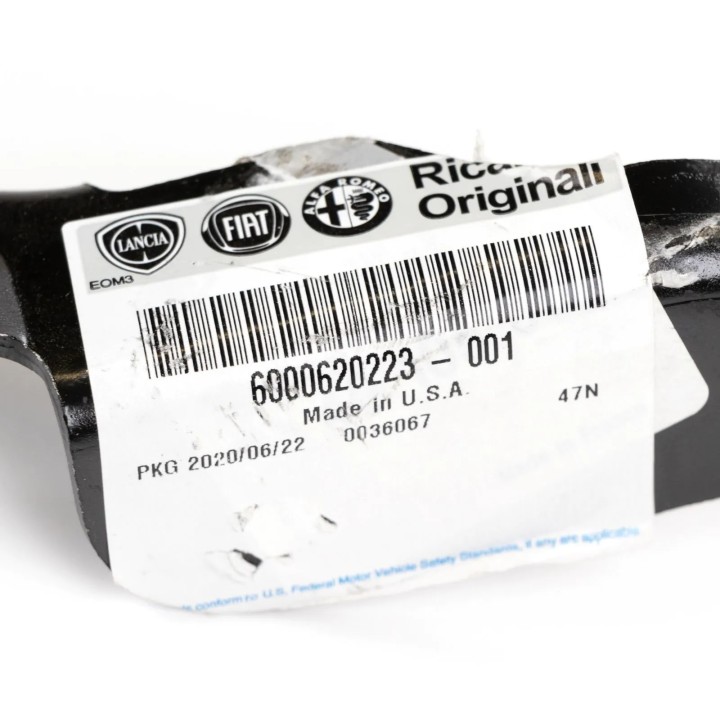 LANCIA
FIAT
ALFA ROMEO
Originali
EOM3
6000620223 - 001
Made in U.S.A.
47N
PKG 2020/06/22 0036067
conform to U.S. Federal Motor Vehicle Safety Standards, if any are applicable